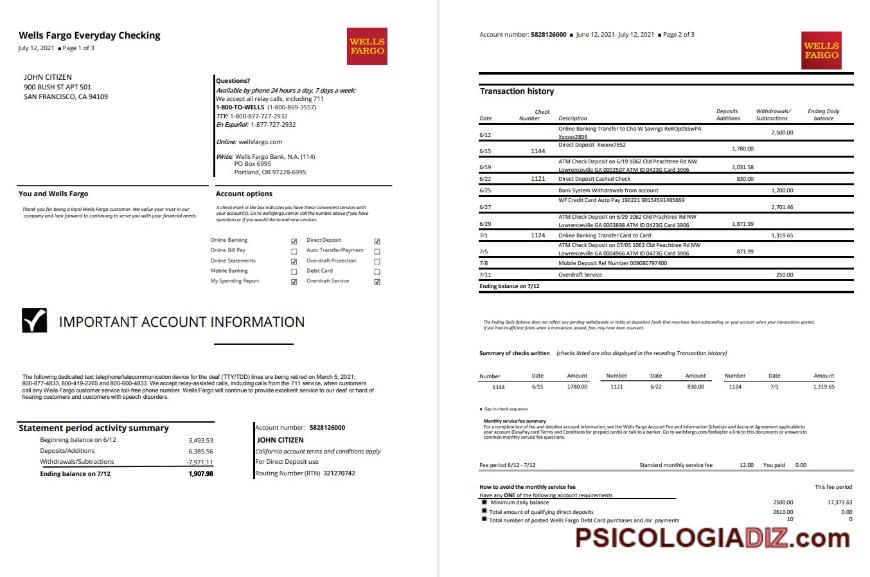 Wells Fargo Everyday Checking
July 12, 2021 ■ Page 1 of 3
WELLS
FARGO
JOHN CITIZEN
900 BUSH ST APT 501
SAN FRANCISCO, CA 94109
Questions?
Available by phone 24 hours a day, 7 days a week:
We accept all relay calls, including 711
1-800-TO-WELLS (1-800-869-3557)
TTY: 1-800-877-727-2932
En Español: 1-877-727-2932
Online: wellsfargo.com
Write: Wells Fargo Bank, N.A. (114)
PO Box 6995
Portland, OR 97228-6995
You and Wells Fargo
Thank you for being a loyal Wells Fargo customer. We value your trust in our
company and look forward to continuing to serve you with your financial needs.
Account options
A check mark in the box indicates you have these convenient services with
your account(s). Go to wellsfargo.com or call the number above if you have
questions or if you would like to add new services.
Online Banking ☑ Direct Deposit ☑
Online Bill Pay ☐ Auto Transfer/Payment ☐
Online Statements ☑ Overdraft Protection ☐
Mobile Banking ☐ Debit Card ☐
My Spending Report ☑ Overdraft Service ☑
IMPORTANT ACCOUNT INFORMATION
The following dedicated text telephone/telecommunication device for the deaf (TTY/TDD) lines are being retired on March 5, 2021:
800-877-4833, 800-419-2265 and 800-600-4833. We accept relay-assisted calls, including calls from the 711 service, when customers
call any Wells Fargo customer service toll-free phone number. Wells Fargo will continue to provide excellent service to our deaf or hard of
hearing customers and customers with speech disorders.
Statement period activity summary
Beginning balance on 6/12 3,493.53
Deposits/Additions 6,385.56
Withdrawals/Subtractions -7,971.11
Ending balance on 7/12 1,907.98
Account number: 5828126000
JOHN CITIZEN
California account terms and conditions apply
For Direct Deposit use
Routing Number (RTN) 321270742
Account number: 5828126000 ■ June 12, 2021- July 12, 2021 ■ Page 2 of 3
WELLS
FARGO
Transaction history
Date Check Number Description Deposits Additions Withdrawals/ Subtractions Ending Daily balance
6/12 Online Banking Transfer to Cho W Savings
Xxxxxx2896 2,500.00
6/15 1144 Direct Deposit Xxxxxx7652 1,780.00
6/19 ATM Check Deposit on 6/19 1062 Old Peachtree Rd NW
Lawrenceville GA 0002507 ATM ID 0423G Card 3906 1,031.58
6/22 1121 Direct Deposit Cashed Check 830.00
6/25 Bank System Withdrawals from account 1,200.00
6/27 WF Credit Card Auto Pay 190221 90154591485669 2,701.46
6/29 ATM Check Deposit on 6/29 1062 Old Peachtree Rd NW
Lawrenceville GA 0003898 ATM ID 0423G Card 3906 1,871.99
7/1 1124 Online Banking Transfer Card to Card 1,319.65
7/5 ATM Check Deposit on 07/05 1062 Old Peachtree Rd NW
Lawrenceville GA 0004966 ATM ID 0423G Card 3906 871.99
7/8 Mobile Deposit Ref Number 009080797400
7/11 Overdraft Service 250.00
Ending balance on 7/12
The Ending Daily Balance does not reflect any pending withdrawals or holds on deposited funds that may have been outstanding on your account when your transactions posted.
If you had insufficient funds when a transaction posted, fees may have been assessed.
Summary of checks written (checks listed are also displayed in the receding Transaction history)
Number Date Amount Number Date Amount Number Date Amount
1144 6/15 1780.00 1121 6/22 830.00 1124 7/1 1,319.65
● Gap in check sequence
Monthly service fee summary
For a complete list of fee and detailed account information, see the Wells Fargo Account Fee and Information Schedule and Account Agreement applicable to
your account (EasyPay card Terms and Conditions for prepaid cards) or talk to a banker. Go to wellsfargo.com/feefaq for a link to this documents or answers to
common monthly service fee questions.
Fee period 6/12 - 7/12 Standard monthly service fee 12.00 You paid 0.00
How to avoid the monthly service fee This fee period
Have any ONE of the following account requirements
■ Minimum daily balance 2500.00 17,373.63
■ Total amount of qualifying direct deposits 2610.00 0.00
■ Total number of posted Wells Fargo Debit Card purchases and /or payments 10 0
PSICOLOGIADIZ.com